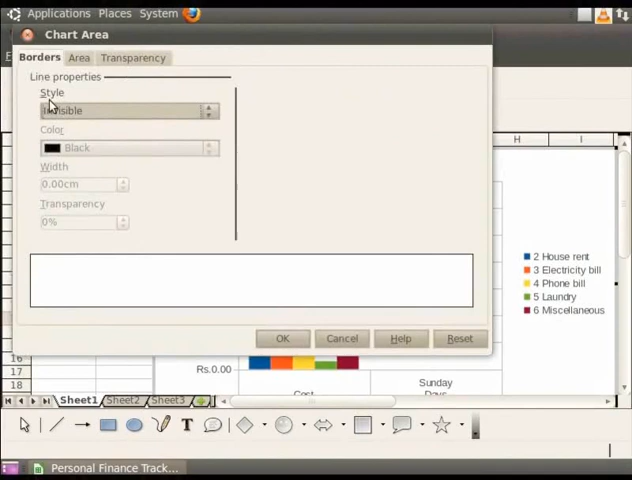 Applications Places System
Chart Area
Borders Area Transparency
Line properties
Style
Invisible
Color
Black
Width
0.00cm
Transparency
0%
OK Cancel Help Reset
H I
2 House rent
3 Electricity bill
4 Phone bill
5 Laundry
6 Miscellaneous
16
17
18
Rs.0.00
Sunday
Cost Days
Sheet1 Sheet2 Sheet3
T
Personal Finance Track...